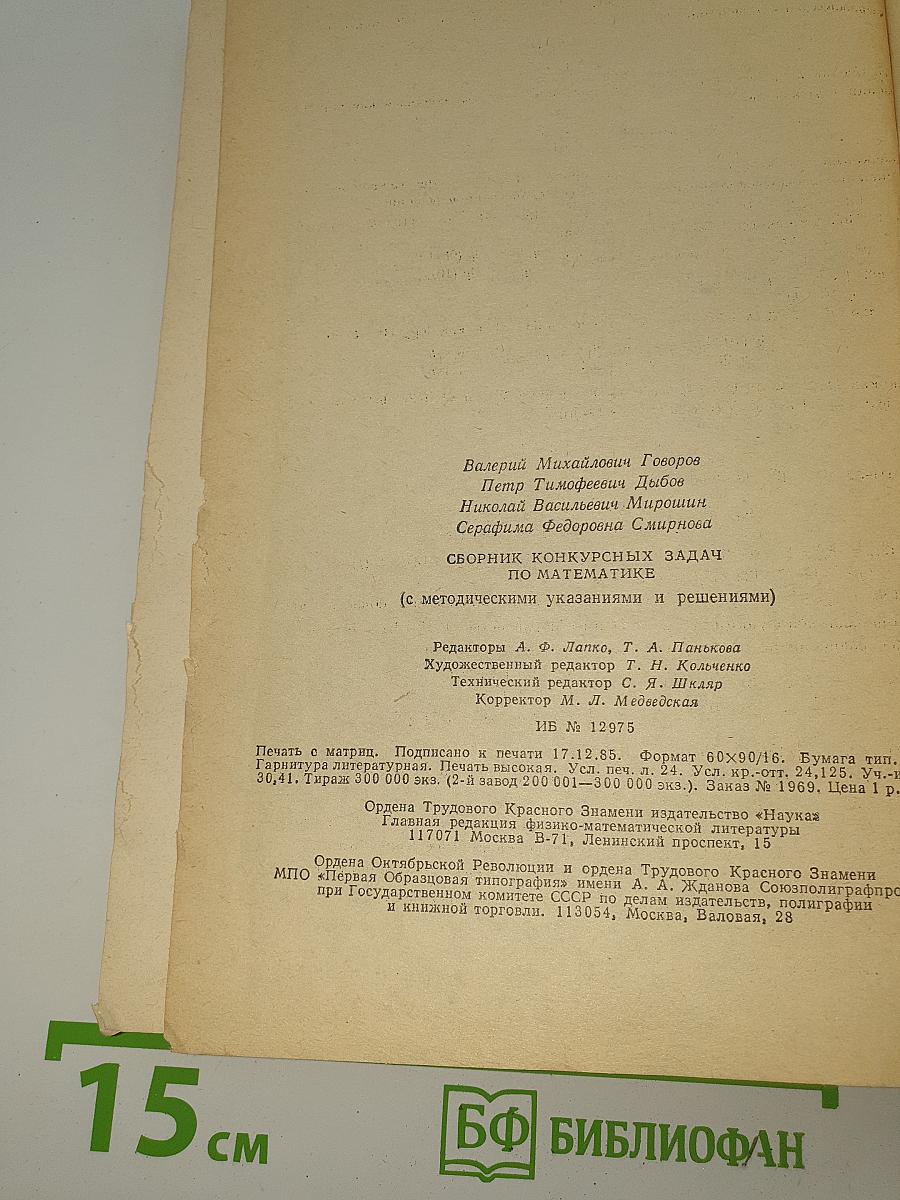 Валерий Михайлович Говоров
Петр Тимофеевич Дыбов
Николай Васильевич Мирошин
Серафима Федоровна Смирнова
СБОРНИК КОНКУРСНЫХ ЗАДАЧ
ПО МАТЕМАТИКЕ
(с методическими указаниями и решениями)
Редакторы А. Ф. Лапко, Т. А. Панькова
Художественный редактор Т. Н. Кольченко
Технический редактор С. Я. Шкляр
Корректор М. Л. Медведская
ИБ № 12975
Печать с матриц. Подписано к печати 17.12.85. Формат 60×90/16. Бумага тип.
Гарнитура литературная. Печать высокая. Усл. печ. л. 24. Усл. кр.-отт. 24,125. Уч.-и
30,41. Тираж 300 000 экз. (2-й завод 200 001—300 000 экз.). Заказ № 1969. Цена 1 р.
Ордена Трудового Красного Знамени издательство «Наука»
Главная редакция физико-математической литературы
117071 Москва В-71, Ленинский проспект, 15
Ордена Октябрьской Революции и ордена Трудового Красного Знамени
МПО «Первая Образцовая типография» имени А. А. Жданова Союзполиграфпро
при Государственном комитете СССР по делам издательств, полиграфии
и книжной торговли. 113054, Москва, Валовая, 28
15 см
БФ БИБЛИОФАН